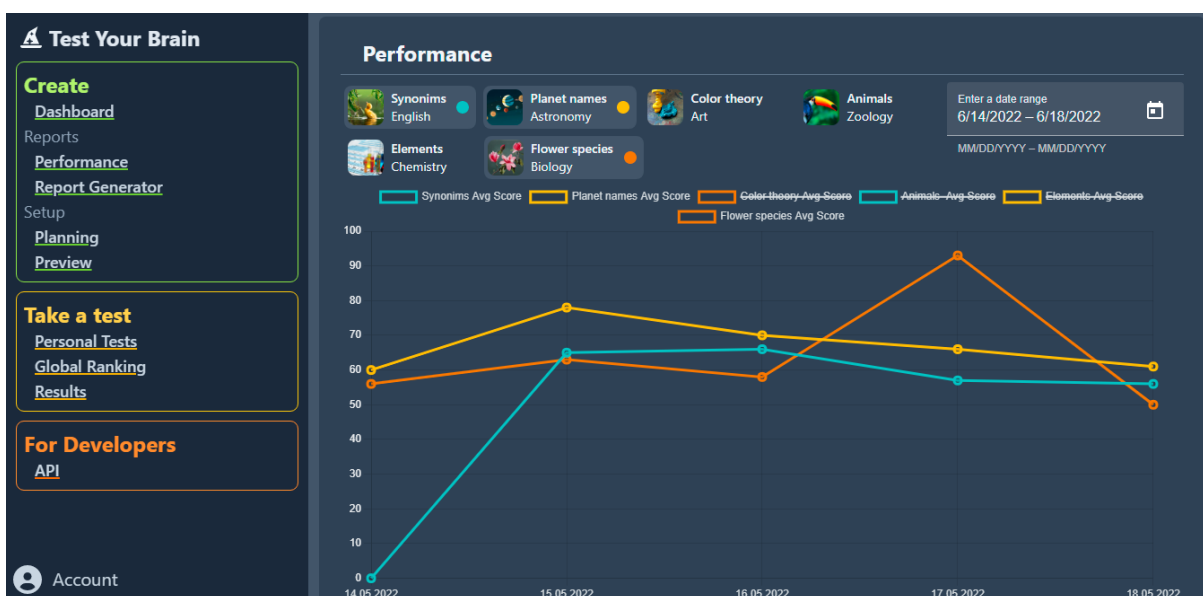 Test Your Brain
Create
Dashboard
Reports
Performance
Report Generator
Setup
Planning
Preview
Take a test
Personal Tests
Global Ranking
Results
For Developers
API
Account
Performance
Synonims
English
Planet names
Astronomy
Color theory
Art
Animals
Zoology
Elements
Chemistry
Flower species
Biology
Enter a date range
6/14/2022 – 6/18/2022
MM/DD/YYYY – MM/DD/YYYY
Synonims Avg Score Planet names Avg Score Color theory Avg Score Animals Avg Score Elements Avg Score
Flower species Avg Score
100
90
80
70
60
50
40
30
20
10
0
14.05.2022 15.05.2022 16.05.2022 17.05.2022 18.05.2022